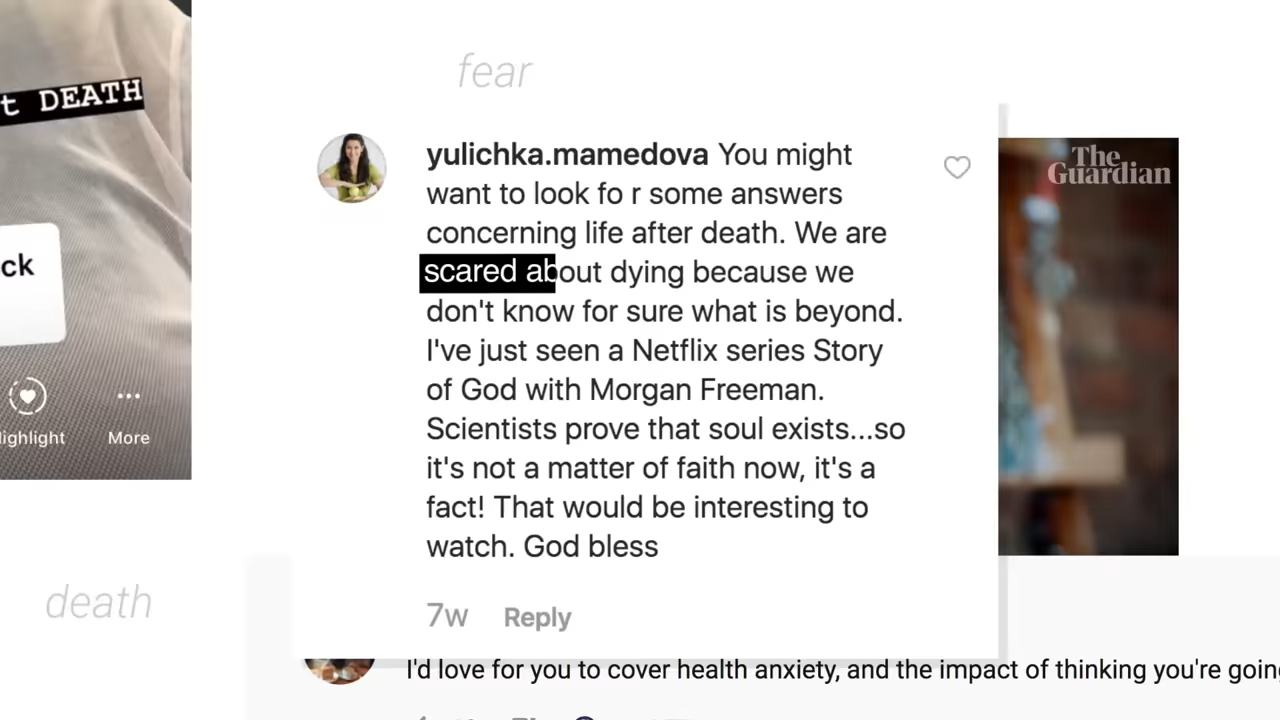 fear
t DEATH
ck
Highlight
More
The
Guardian
yulichka.mamedova You might
want to look fo r some answers
concerning life after death. We are
scared about dying because we
don't know for sure what is beyond.
I've just seen a Netflix series Story
of God with Morgan Freeman.
Scientists prove that soul exists...so
it's not a matter of faith now, it's a
fact! That would be interesting to
watch. God bless
7w Reply
death
I'd love for you to cover health anxiety, and the impact of thinking you're going